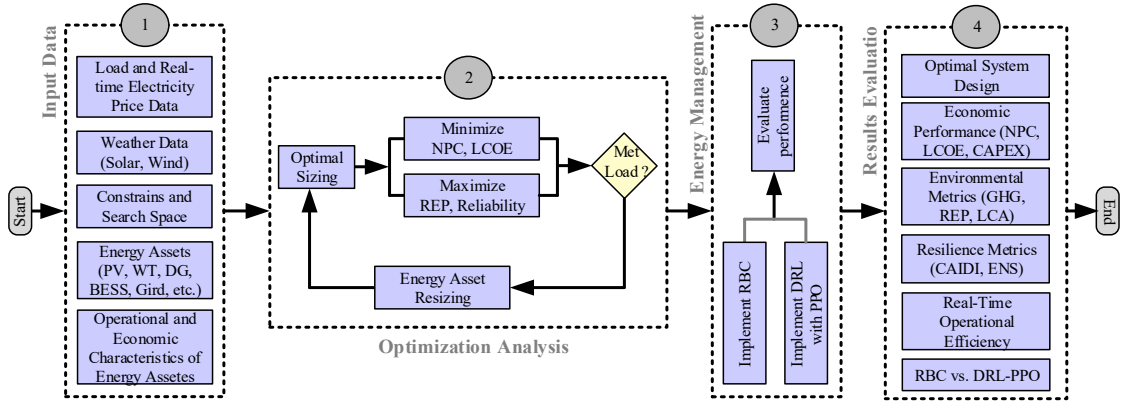 Start
Input Data
1
Load and Real-
time Electricity
Price Data
Weather Data
(Solar, Wind)
Constrains and
Search Space
Energy Assets
(PV, WT, DG,
BESS, Gird, etc.)
Operational and
Economic
Characteristics of
Energy Assetes
2
Optimal
Sizing
Minimize
NPC, LCOE
Maximize
REP, Reliability
Met
Load ?
Energy Asset
Resizing
Optimization Analysis
Energy Management
3
Evaluate
performence
Implement RBC
Implement DRL
with PPO
Results Evaluatio
4
Optimal System
Design
Economic
Performance (NPC,
LCOE, CAPEX)
Environmental
Metrics (GHG,
REP, LCA)
Resilience Metrics
(CAIDI, ENS)
Real-Time
Operational
Efficiency
RBC vs. DRL-PPO
End